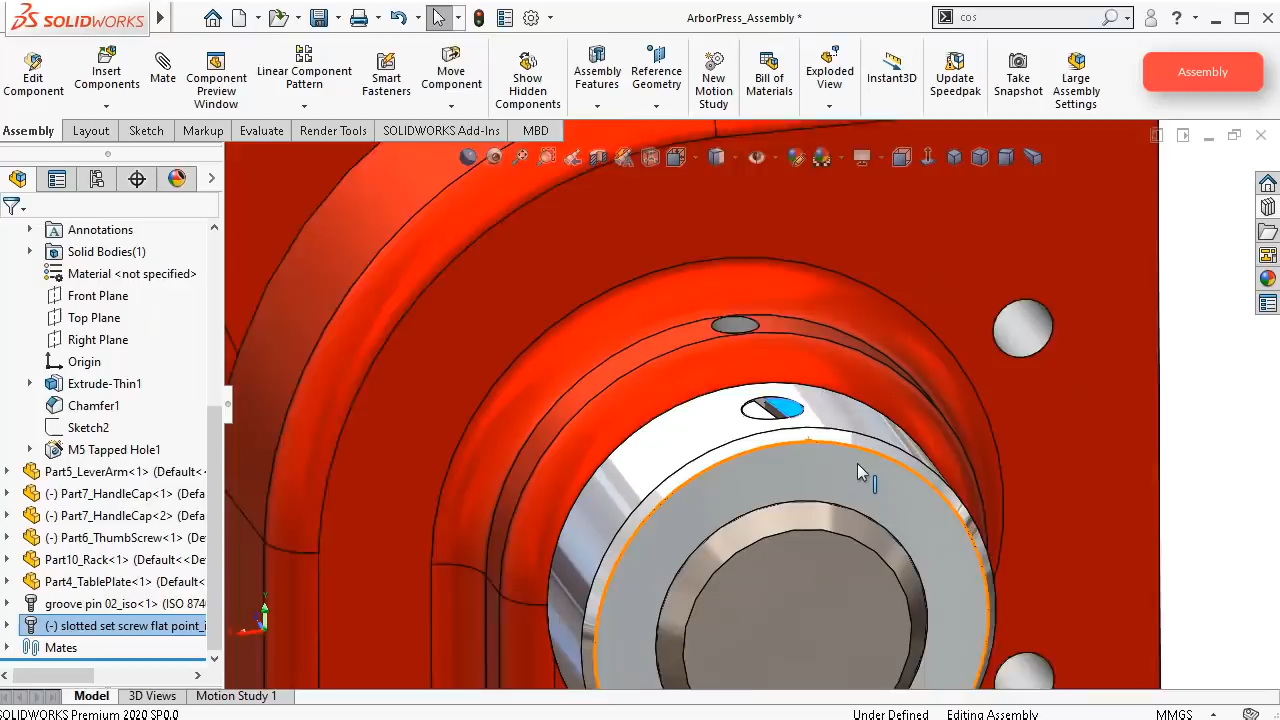 SOLIDWORKS
ArborPress_Assembly *
cos
Edit Component
Insert Components
Mate
Component Preview Window
Linear Component Pattern
Smart Fasteners
Move Component
Show Hidden Components
Assembly Features
Reference Geometry
New Motion Study
Bill of Materials
Exploded View
Instant3D
Update Speedpak
Take Snapshot
Large Assembly Settings
Assembly
Assembly Layout Sketch Markup Evaluate Render Tools SOLIDWORKS Add-Ins MBD
Annotations
Solid Bodies(1)
Material <not specified>
Front Plane
Top Plane
Right Plane
Origin
Extrude-Thin1
Chamfer1
Sketch2
M5 Tapped Hole1
Part5_LeverArm<1> (Default<
(-) Part7_HandleCap<1> (Defa
(-) Part7_HandleCap<2> (Defa
(-) Part6_ThumbScrew<1> (De
Part10_Rack<1> (Default<<De
Part4_TablePlate<1> (Default<
groove pin 02_iso<1> (ISO 874
(-) slotted set screw flat point_i
Mates
Model 3D Views Motion Study 1
SOLIDWORKS Premium 2020 SP0.0
Under Defined Editing Assembly MMGS